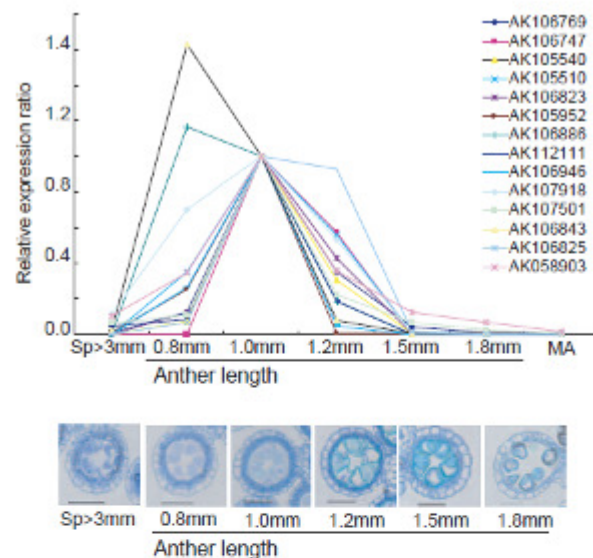 1.4
1.2
0.8
0.4
0.0
Relative expression ratio
Sp>3mm 0.8mm 1.0mm 1.2mm 1.5mm 1.8mm MA
Anther length
AK106769
AK106747
AK105540
AK105510
AK106823
AK105952
AK106886
AK112111
AK106946
AK107918
AK107501
AK106843
AK106825
AK058903
Sp>3mm 0.8mm 1.0mm 1.2mm 1.5mm 1.8mm
Anther length